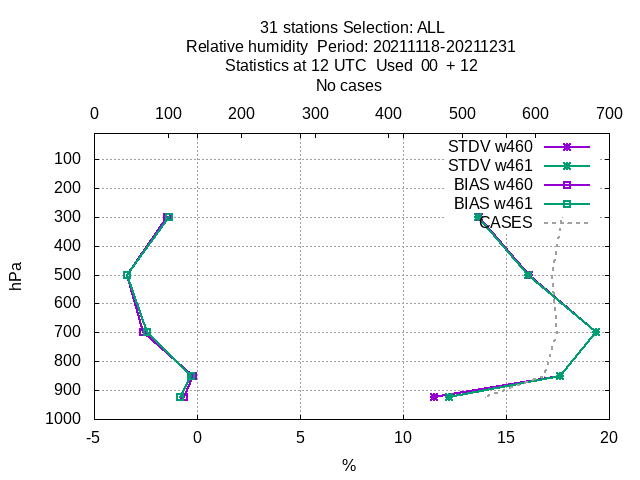 31 stations Selection: ALL
Relative humidity  Period: 20211118-20211231
Statistics at 12 UTC  Used  00  + 12
No cases
0 100 200 300 400 500 600 700
STDV w460
STDV w461
BIAS w460
BIAS w461
CASES
100
200
300
400
500
600
700
800
900
1000
hPa
-5 0 5 10 15 20
%